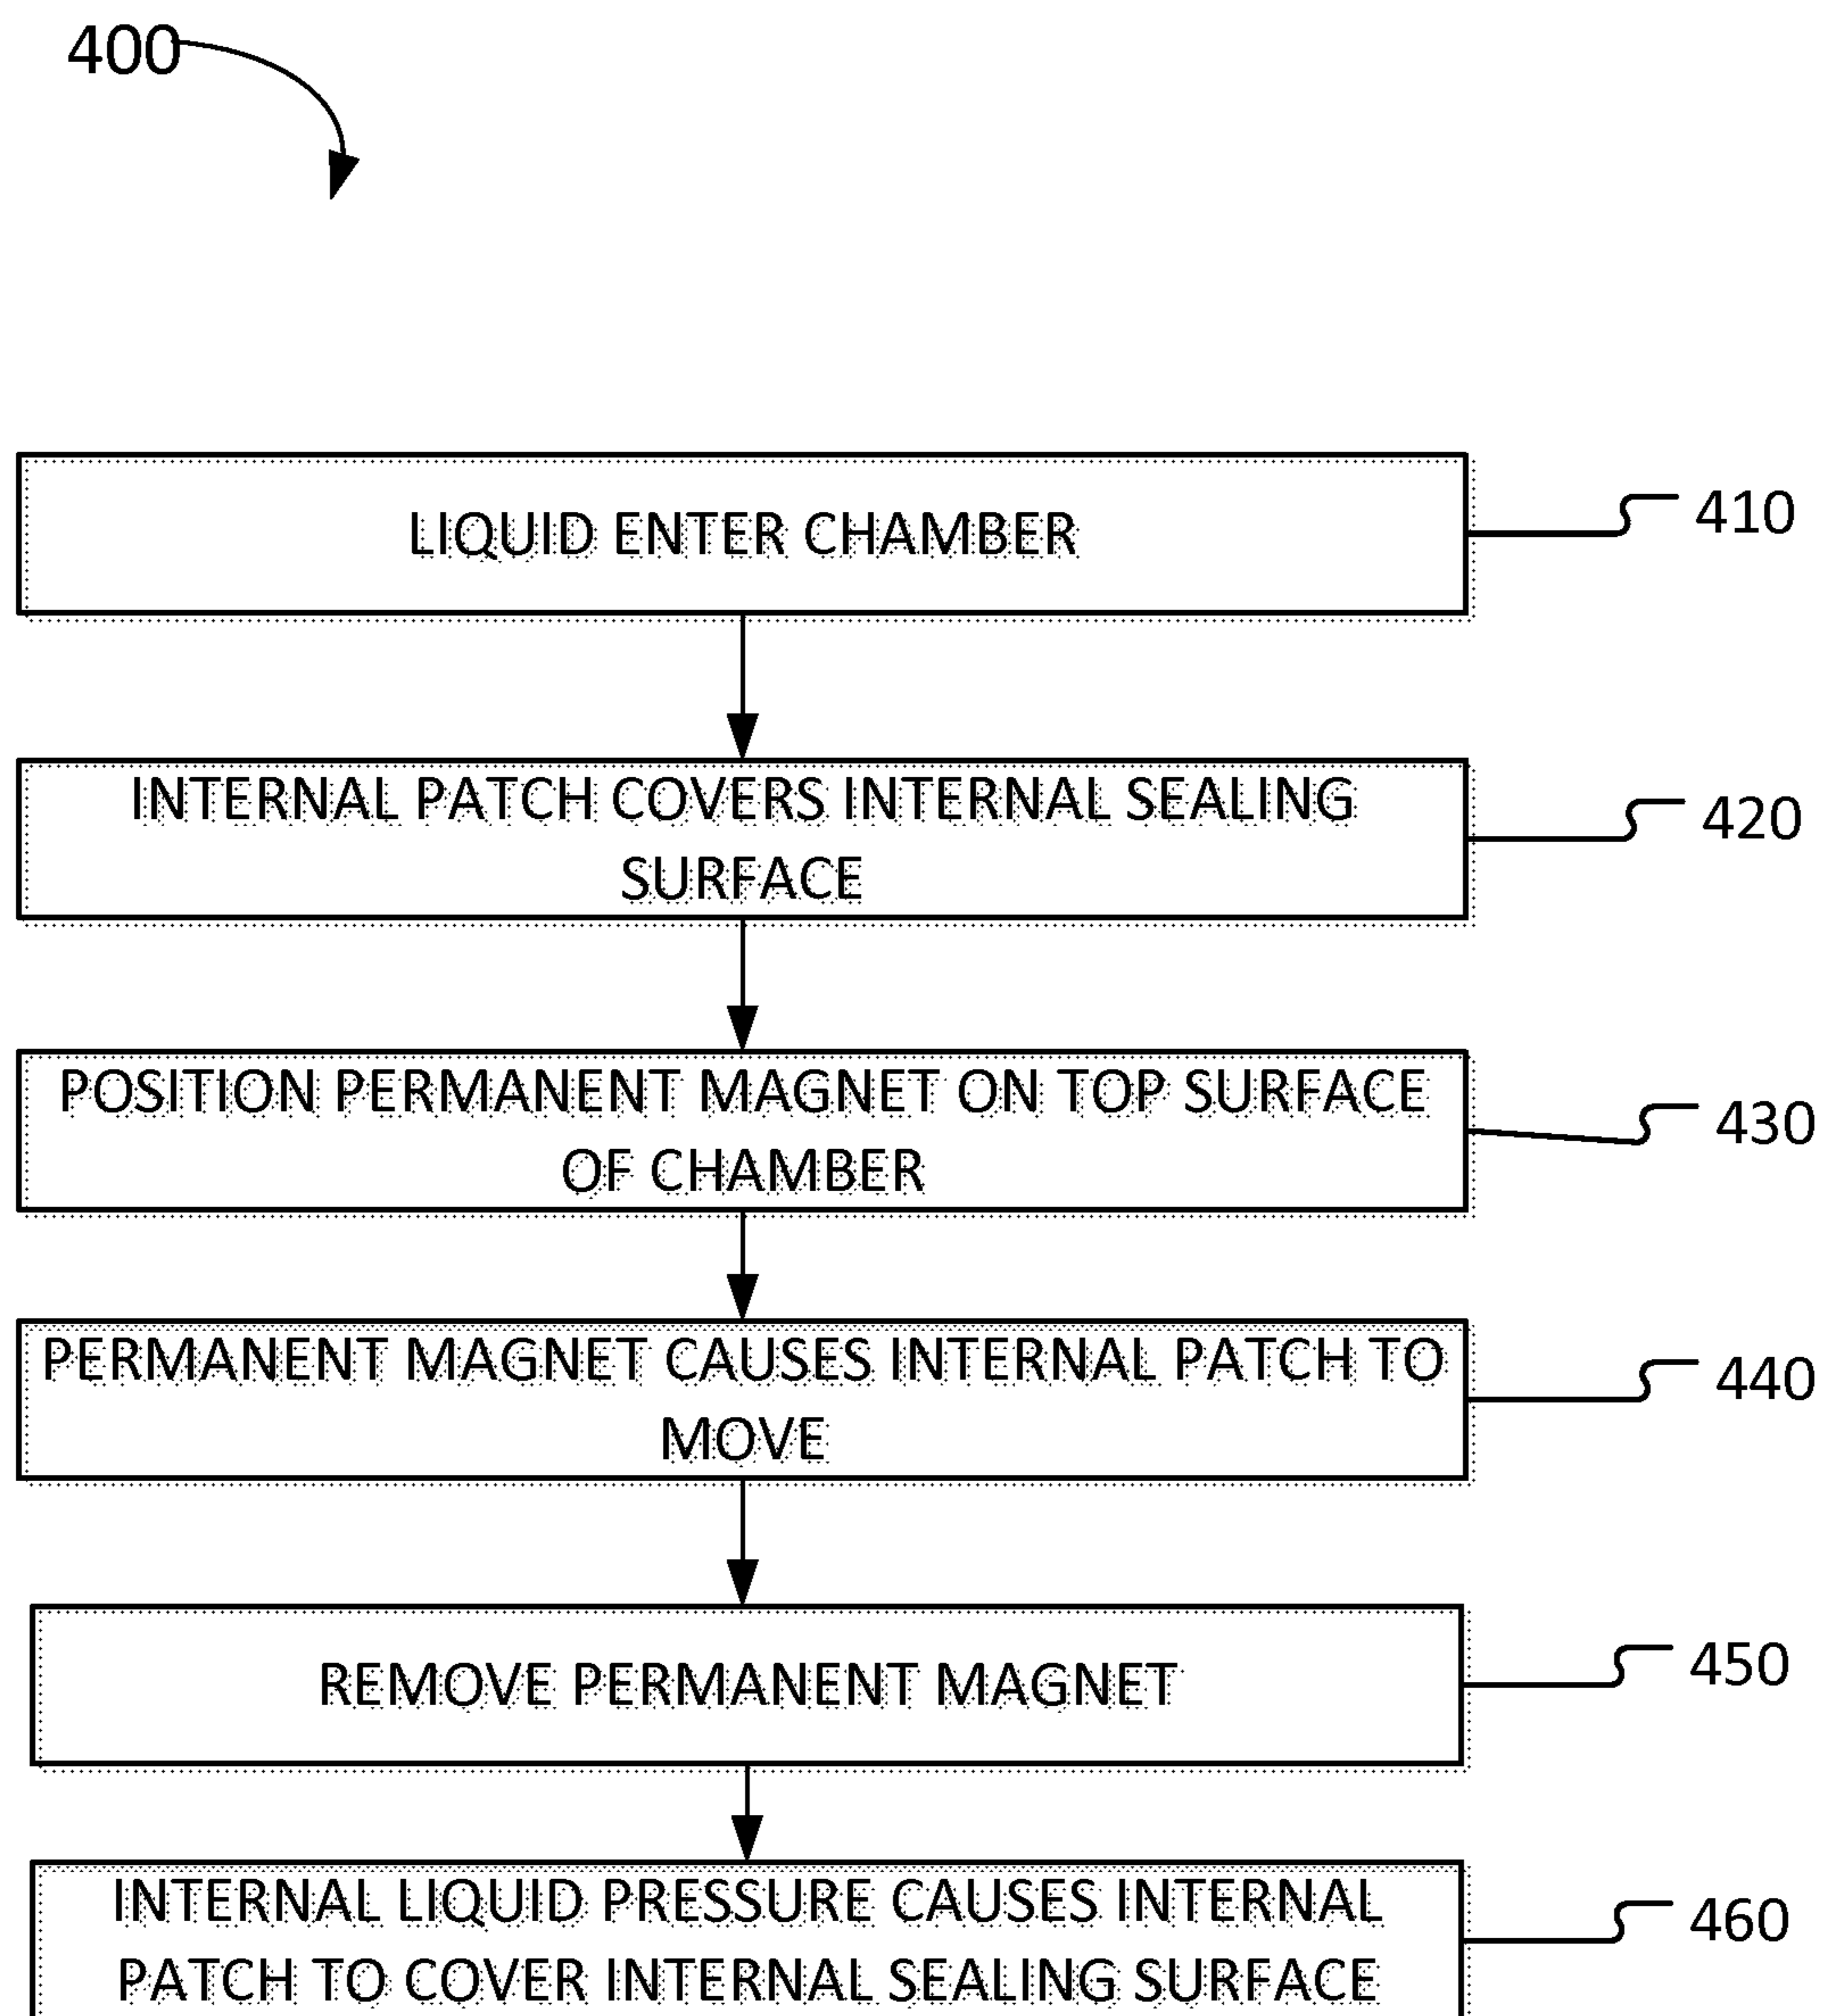 400
LIQUID ENTER CHAMBER
410
INTERNAL PATCH COVERS INTERNAL SEALING
SURFACE
420
POSITION PERMANENT MAGNET ON TOP SURFACE
OF CHAMBER
430
PERMANENT MAGNET CAUSES INTERNAL PATCH TO
MOVE
440
REMOVE PERMANENT MAGNET
450
INTERNAL LIQUID PRESSURE CAUSES INTERNAL
PATCH TO COVER INTERNAL SEALING SURFACE
460